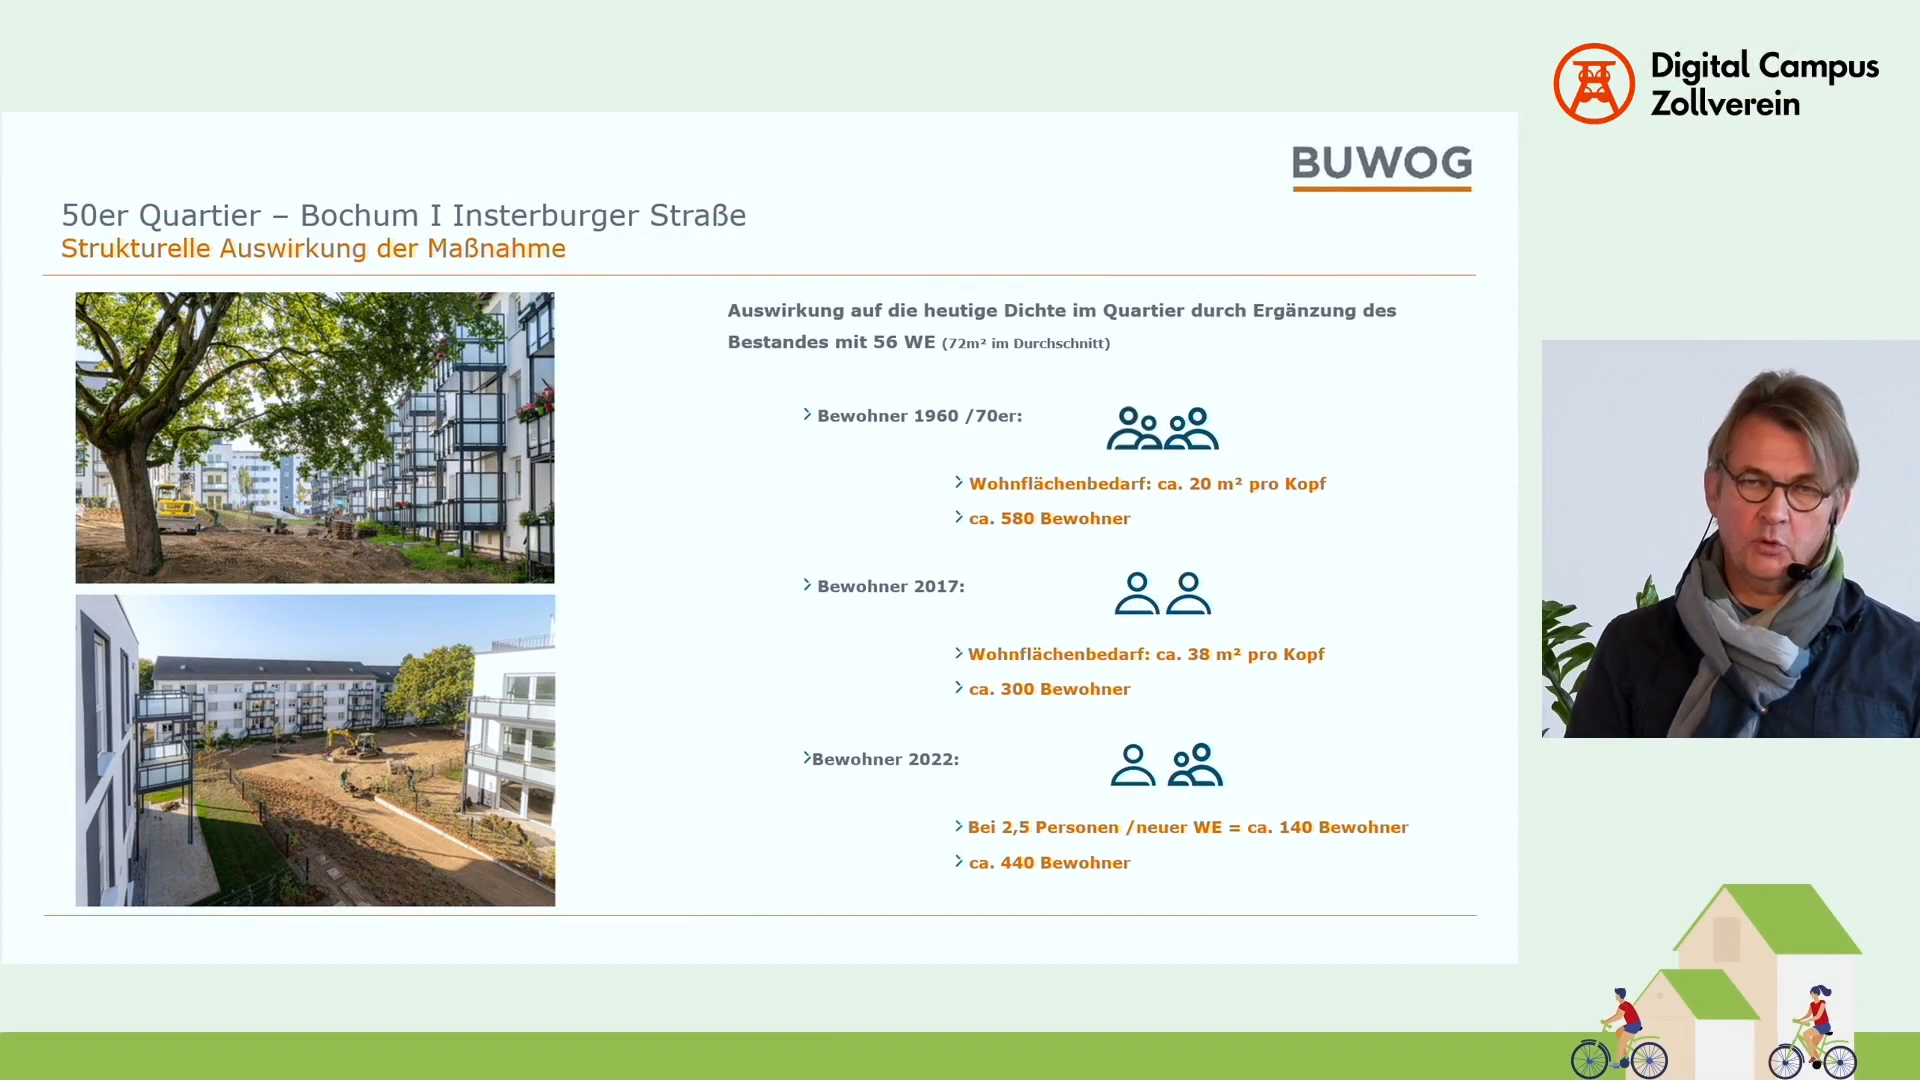 Digital Campus
Zollverein
BUWOG
50er Quartier – Bochum I Insterburger Straße
Strukturelle Auswirkung der Maßnahme
Auswirkung auf die heutige Dichte im Quartier durch Ergänzung des
Bestandes mit 56 WE (72m² im Durchschnitt)
Bewohner 1960 /70er:
Wohnflächenbedarf: ca. 20 m² pro Kopf
ca. 580 Bewohner
Bewohner 2017:
Wohnflächenbedarf: ca. 38 m² pro Kopf
ca. 300 Bewohner
Bewohner 2022:
Bei 2,5 Personen /neuer WE = ca. 140 Bewohner
ca. 440 Bewohner